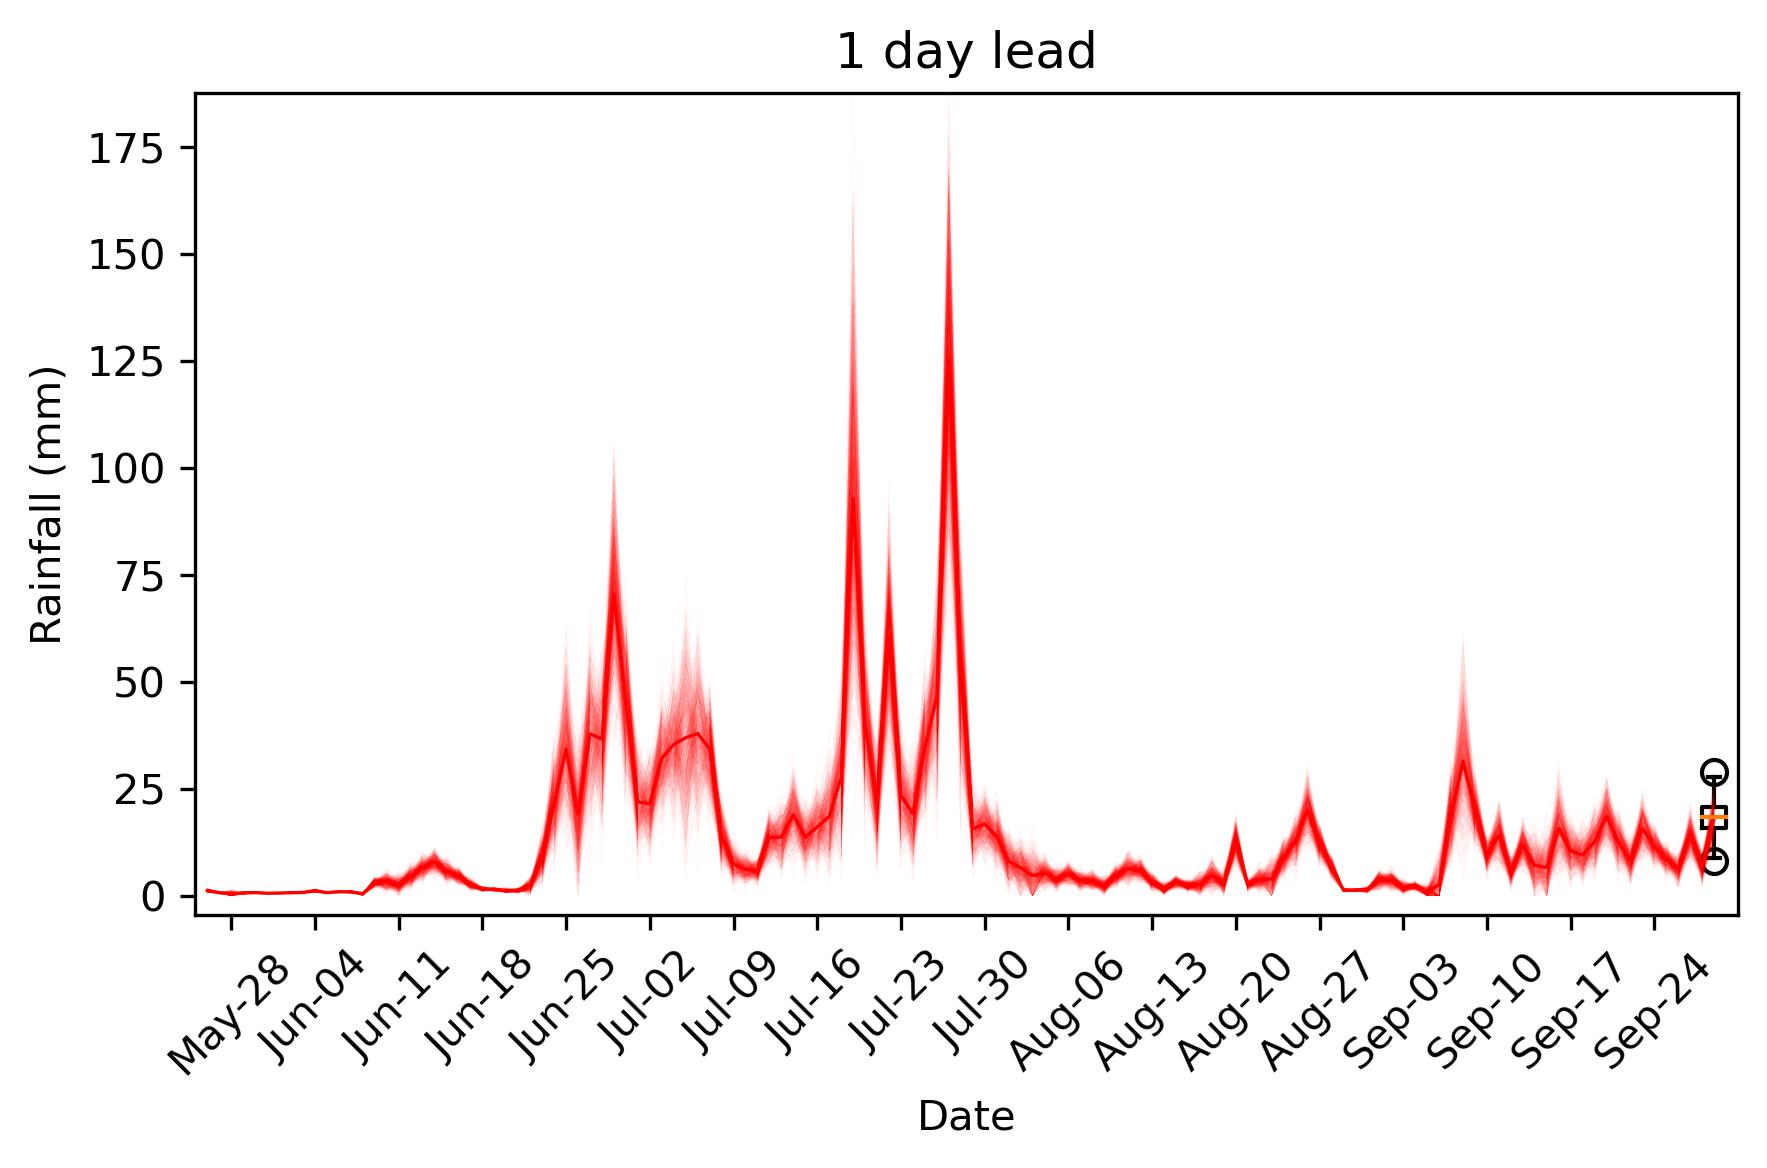 1 day lead
175
150
125
100
75
50
25
0
Rainfall (mm)
May-28
Jun-04
Jun-11
Jun-18
Jun-25
Jul-02
Jul-09
Jul-16
Jul-23
Jul-30
Aug-06
Aug-13
Aug-20
Aug-27
Sep-03
Sep-10
Sep-17
Sep-24
Date